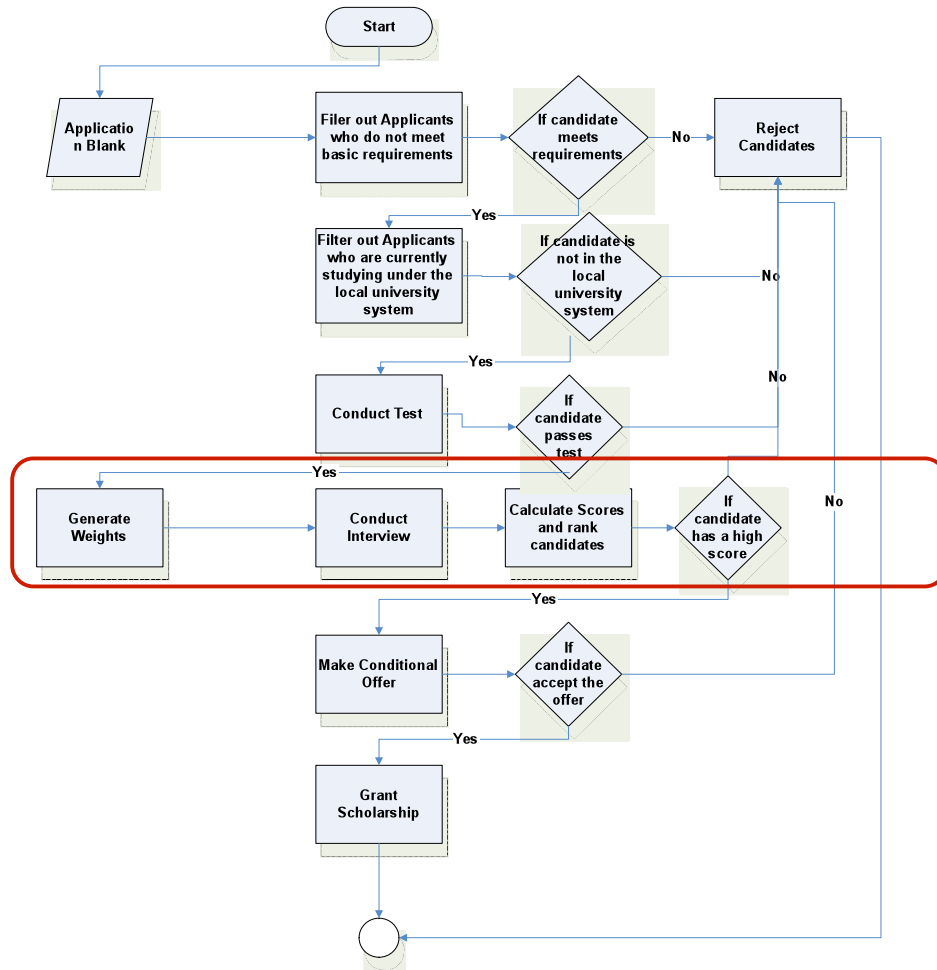 Start
Applicatio
n Blank
Filer out Applicants
who do not meet
basic requirements
If candidate
meets
requirements
No
Reject
Candidates
Yes
Filter out Applicants
who are currently
studying under the
local university
system
If candidate is
not in the
local
university
system
No
Yes
Conduct Test
If
candidate
passes
test
No
Yes
Generate
Weights
Conduct
Interview
Calculate Scores
and rank
candidates
If
candidate
has a high
score
No
Yes
Make Conditional
Offer
If
candidate
accept the
offer
Yes
Grant
Scholarship